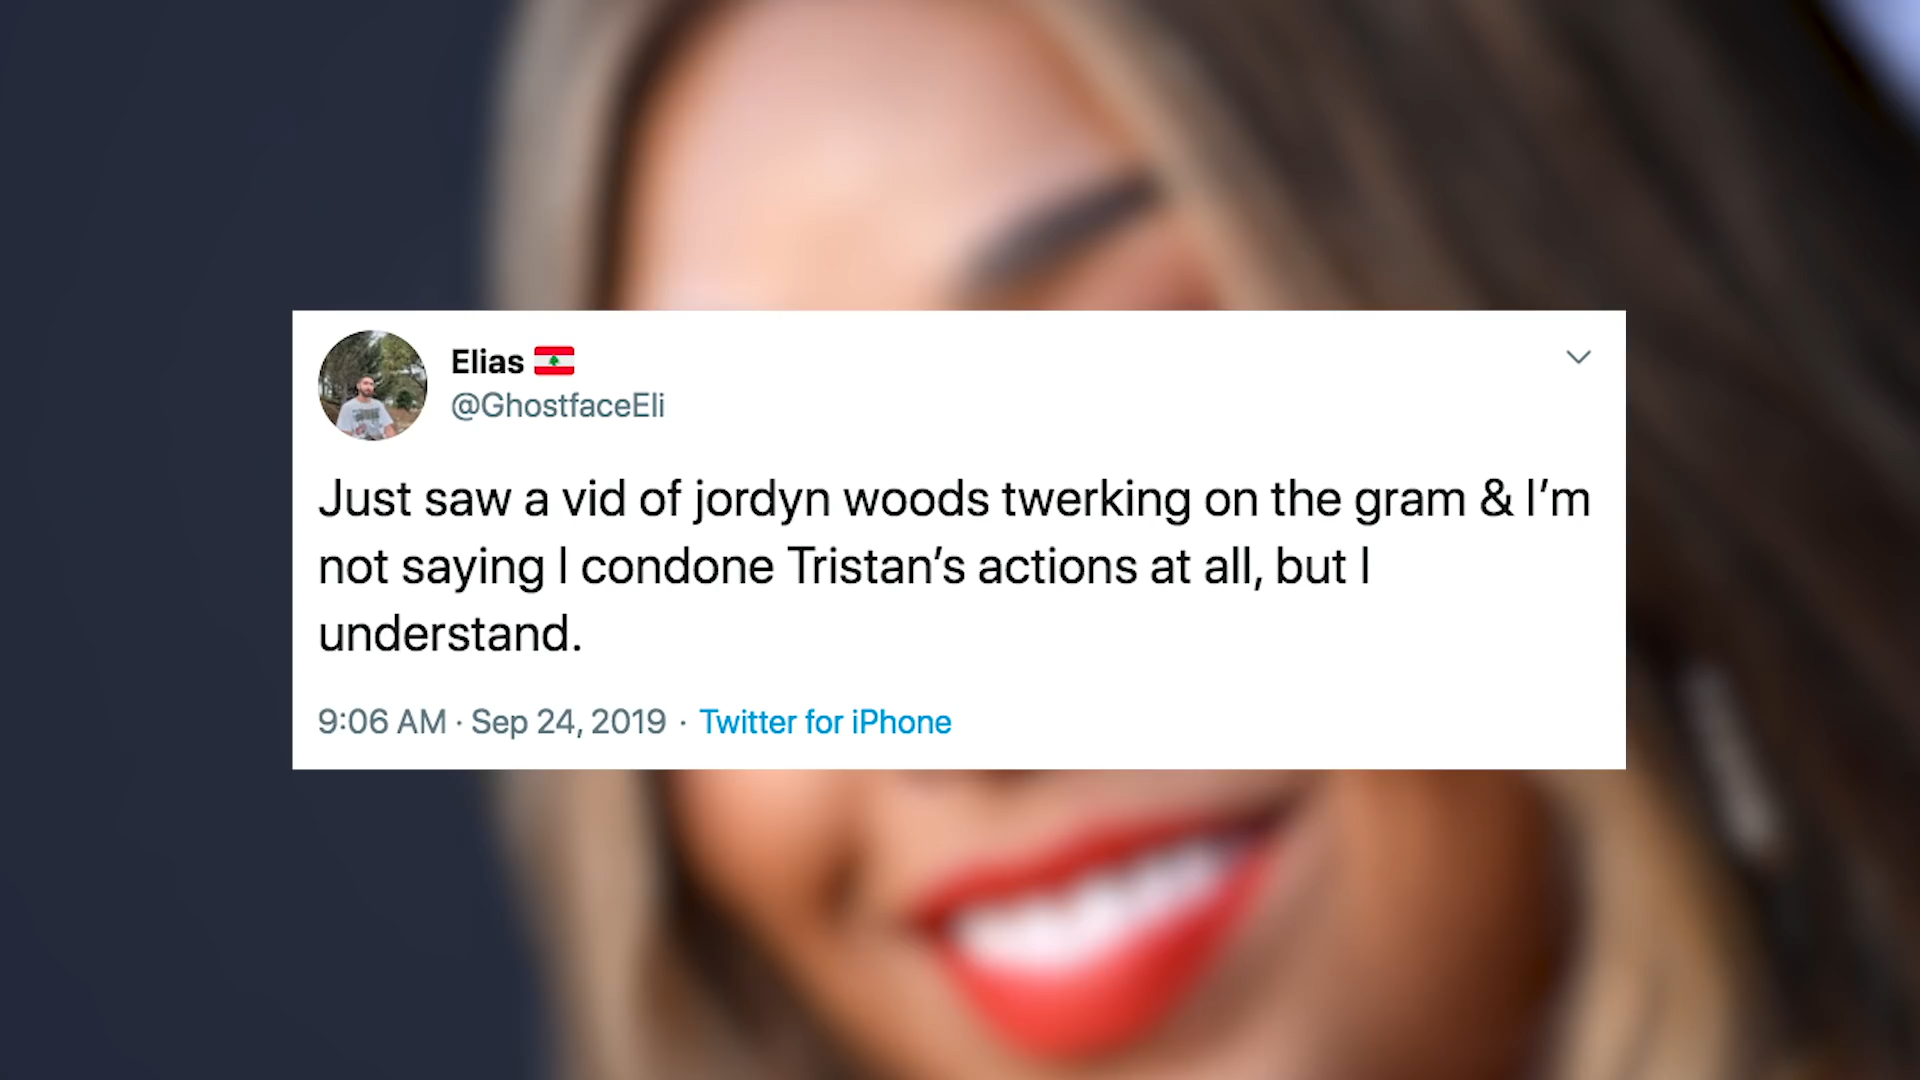 Elias 🇱🇧
@GhostfaceEli
Just saw a vid of jordyn woods twerking on the gram & I’m
not saying I condone Tristan’s actions at all, but I
understand.
9:06 AM · Sep 24, 2019 · Twitter for iPhone